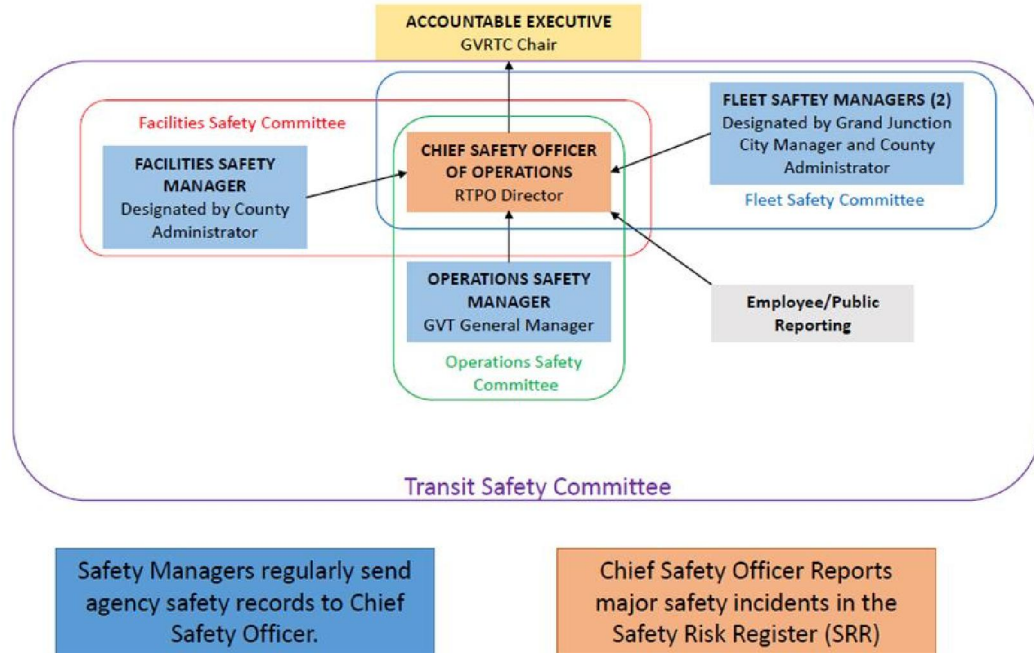 ACCOUNTABLE EXECUTIVE
GVRTC Chair
Facilities Safety Committee
FACILITIES SAFETY
MANAGER
Designated by County
Administrator
CHIEF SAFETY OFFICER
OF OPERATIONS
RTPO Director
FLEET SAFTEY MANAGERS (2)
Designated by Grand Junction
City Manager and County
Administrator
Fleet Safety Committee
OPERATIONS SAFETY
MANAGER
GVT General Manager
Operations Safety
Committee
Employee/Public
Reporting
Transit Safety Committee
Safety Managers regularly send
agency safety records to Chief
Safety Officer.
Chief Safety Officer Reports
major safety incidents in the
Safety Risk Register (SRR)